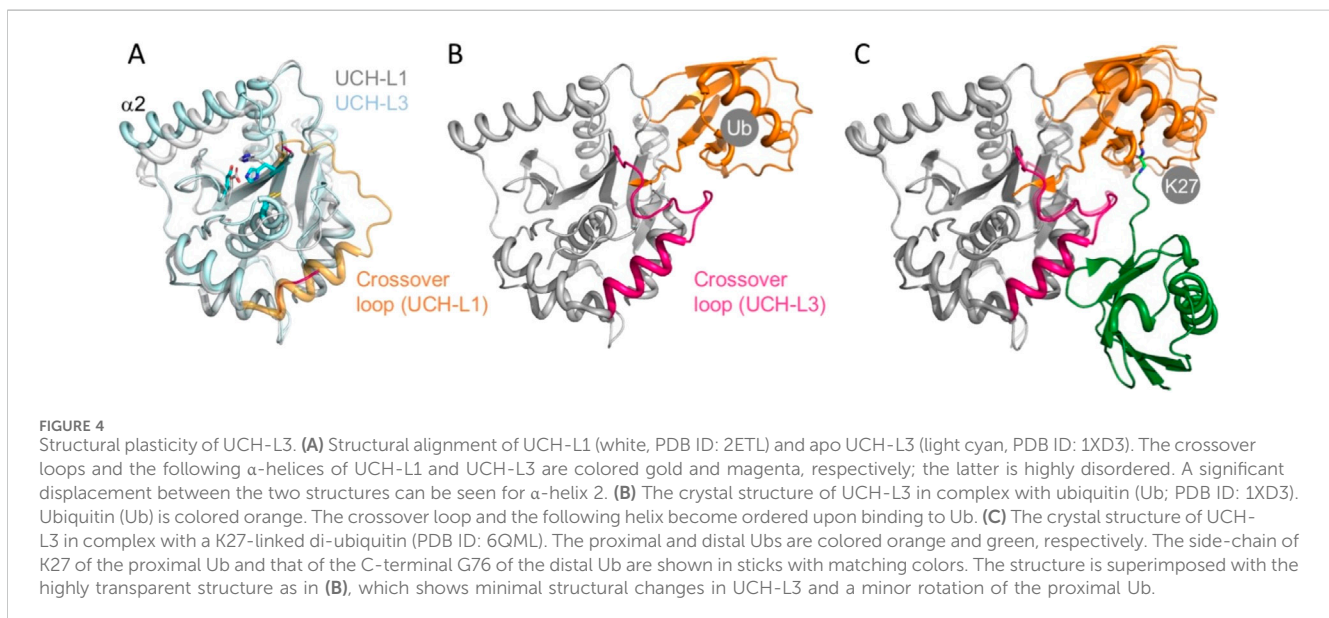 A
UCH-L1
UCH-L3
α2
Crossover
loop (UCH-L1)
B
Ub
Crossover
loop (UCH-L3)
C
K27
FIGURE 4
Structural plasticity of UCH-L3. (A) Structural alignment of UCH-L1 (white, PDB ID: 2ETL) and apo UCH-L3 (light cyan, PDB ID: 1XD3). The crossover
loops and the following α-helices of UCH-L1 and UCH-L3 are colored gold and magenta, respectively; the latter is highly disordered. A significant
displacement between the two structures can be seen for α-helix 2. (B) The crystal structure of UCH-L3 in complex with ubiquitin (Ub; PDB ID: 1XD3).
Ubiquitin (Ub) is colored orange. The crossover loop and the following helix become ordered upon binding to Ub. (C) The crystal structure of UCH-
L3 in complex with a K27-linked di-ubiquitin (PDB ID: 6QML). The proximal and distal Ubs are colored orange and green, respectively. The side-chain of
K27 of the proximal Ub and that of the C-terminal G76 of the distal Ub are shown in sticks with matching colors. The structure is superimposed with the
highly transparent structure as in (B), which shows minimal structural changes in UCH-L3 and a minor rotation of the proximal Ub.